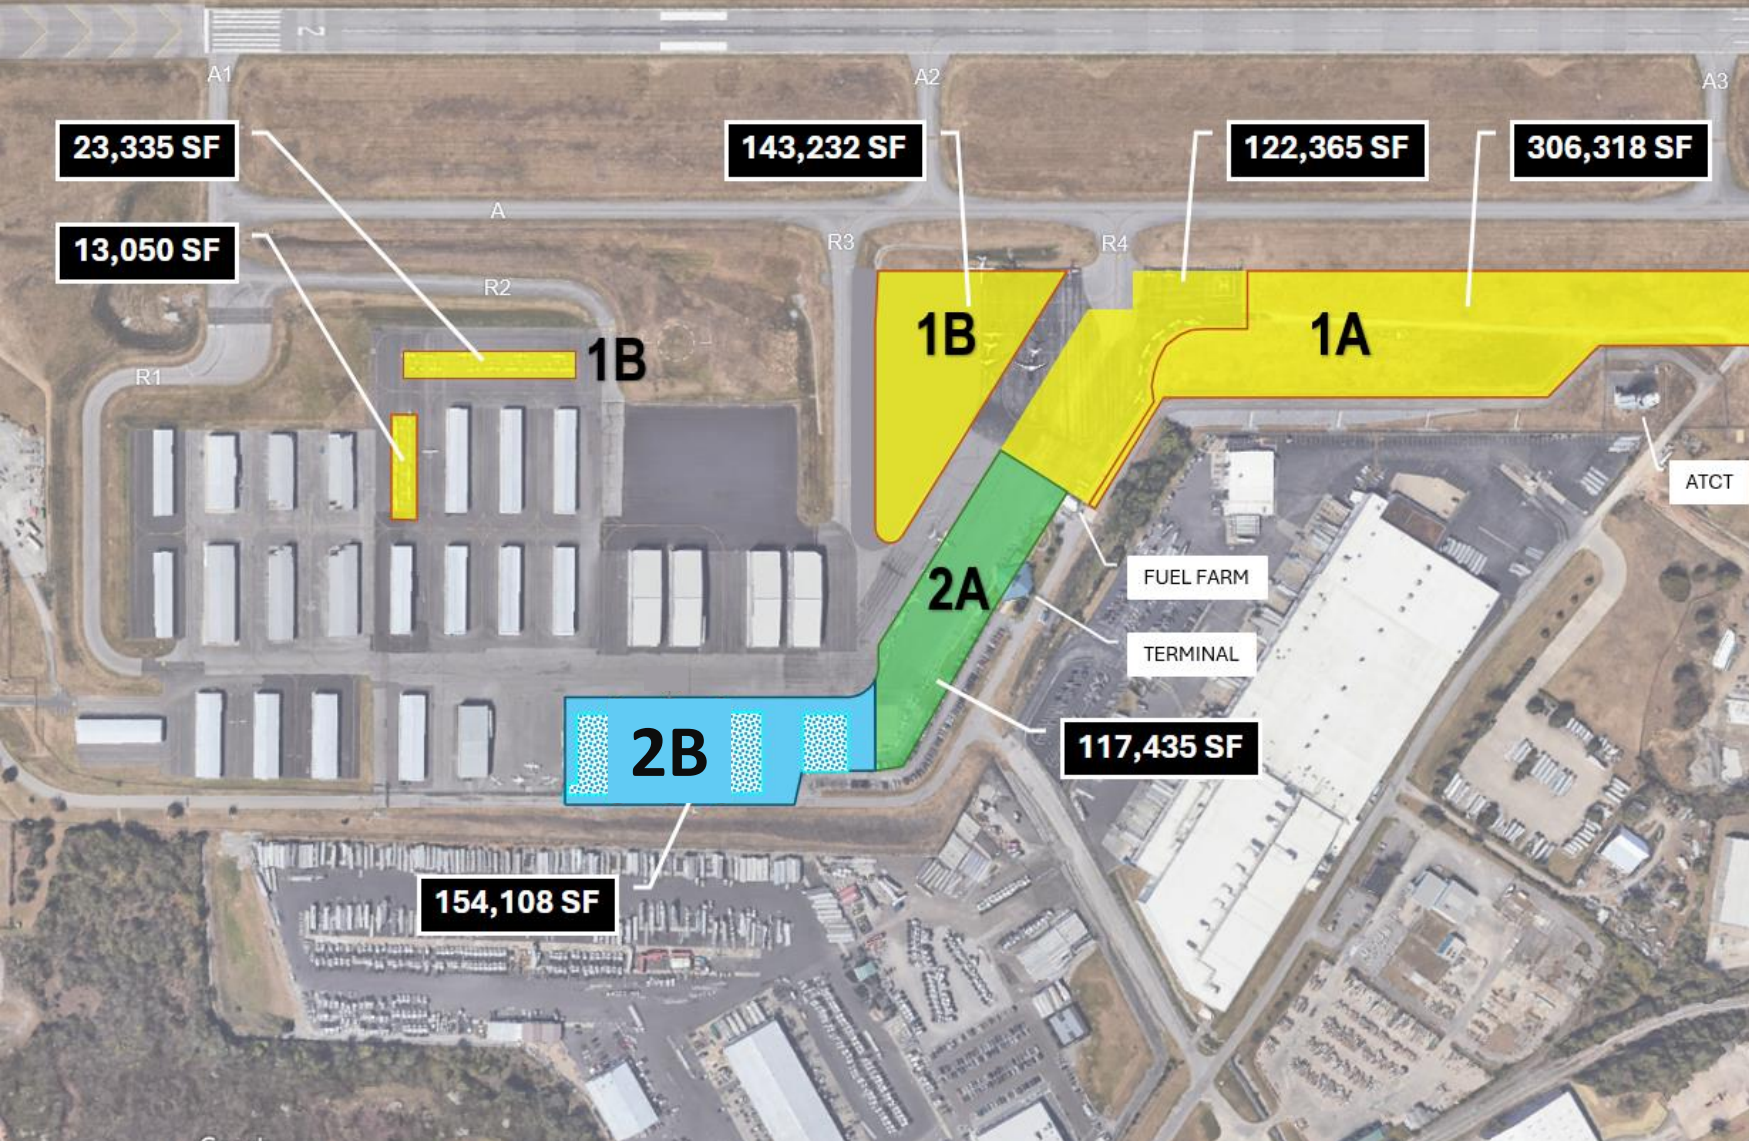 2
A1
A2
A3
23,335 SF
143,232 SF
122,365 SF
306,318 SF
A
13,050 SF
R3
R4
R2
1B
1A
1B
R1
ATCT
FUEL FARM
2A
TERMINAL
2B
117,435 SF
154,108 SF